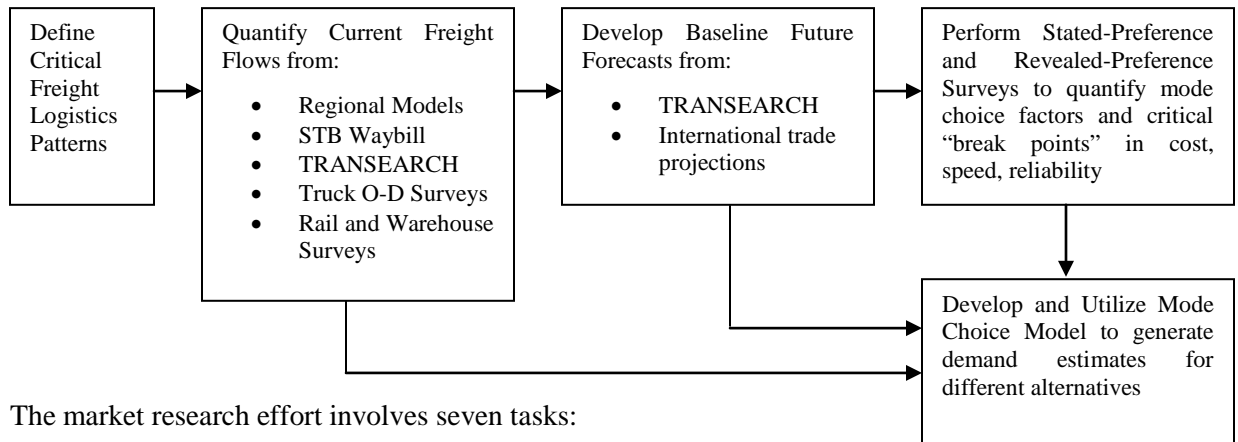 Define
Critical
Freight
Logistics
Patterns
Quantify Current Freight
Flows from:
• Regional Models
• STB Waybill
• TRANSEARCH
• Truck O-D Surveys
• Rail and Warehouse
Surveys
Develop Baseline Future
Forecasts from:
• TRANSEARCH
• International trade
projections
Perform Stated-Preference
and Revealed-Preference
Surveys to quantify mode
choice factors and critical
“break points” in cost,
speed, reliability
Develop and Utilize Mode
Choice Model to generate
demand estimates for
different alternatives
The market research effort involves seven tasks: